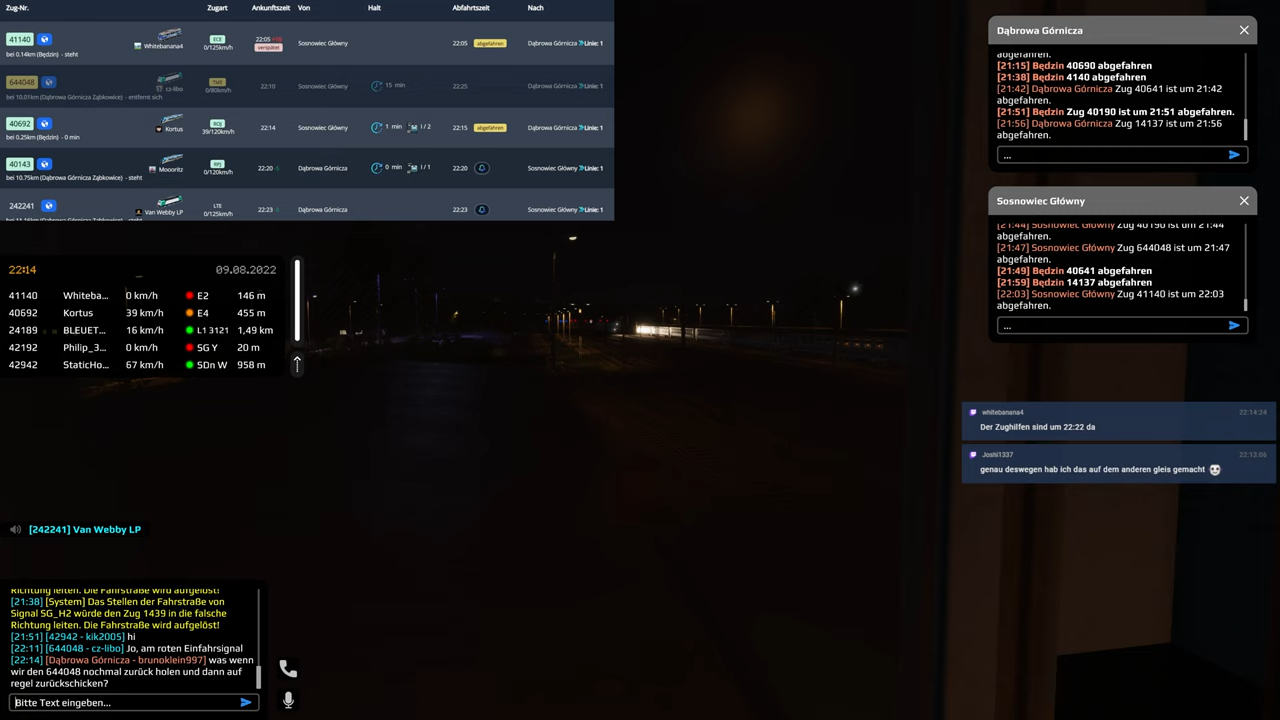 Zug-Nr. Zugart Ankunftszeit Von Halt Abfahrtszeit Nach
41140 Whitebanana4 ECE 0/125km/h 22:05 verspätet Sosnowiec Główny 22:05 abgefahren Dąbrowa Górnicza Linie: 1
bei 0.14km (Będzin) - steht
644048 cz-libo TME 0/80km/h 22:10 Sosnowiec Główny 15 min 22:25 Dąbrowa Górnicza Linie: 1
bei 10.01km (Dąbrowa Górnicza Ząbkowice) - entfernt sich
40692 Kortus ROJ 39/120km/h 22:14 Sosnowiec Główny 1 min I / 2 22:15 abgefahren Dąbrowa Górnicza Linie: 1
bei 0.25km (Będzin) - 0 min
40143 Moooritz RPJ 0/120km/h 22:20 Dąbrowa Górnicza 0 min I / 1 22:20 Sosnowiec Główny Linie: 1
bei 10.75km (Dąbrowa Górnicza Ząbkowice) - steht
242241 Van Webby LP LTE 0/125km/h 22:23 Dąbrowa Górnicza 22:23 Sosnowiec Główny Linie: 1
22:14 09.08.2022
41140 Whiteba... 0 km/h E2 146 m
40692 Kortus 39 km/h E4 455 m
24189 BLEUET... 16 km/h L1 3121 1,49 km
42192 Philip_3... 0 km/h SG Y 20 m
42942 StaticHo... 67 km/h SDn W 958 m
[242241] Van Webby LP
Richtung leiten. Die Fahrstraße wird aufgelöst!
[21:38] [System] Das Stellen der Fahrstraße von
Signal SG_H2 würde den Zug 1439 in die falsche
Richtung leiten. Die Fahrstraße wird aufgelöst!
[21:51] [42942 - kik2005] hi
[22:11] [644048 - cz-libo] Jo, am roten Einfahrsignal
[22:14] [Dąbrowa Górnicza - brunoklein997] was wenn
wir den 644048 nochmal zurück holen und dann auf
regel zurückschicken?
Bitte Text eingeben...
Dąbrowa Górnicza
abgefahren.
[21:15] Będzin 40690 abgefahren
[21:38] Będzin 4140 abgefahren
[21:42] Dąbrowa Górnicza Zug 40641 ist um 21:42
abgefahren.
[21:51] Będzin Zug 40190 ist um 21:51 abgefahren.
[21:56] Dąbrowa Górnicza Zug 14137 ist um 21:56
abgefahren.
...
Sosnowiec Główny
[21:44] Sosnowiec Główny Zug 40190 ist um 21:44
abgefahren.
[21:47] Sosnowiec Główny Zug 644048 ist um 21:47
abgefahren.
[21:49] Będzin 40641 abgefahren
[21:59] Będzin 14137 abgefahren
[22:03] Sosnowiec Główny Zug 41140 ist um 22:03
abgefahren.
...
whitebanana4 22:14:24
Der Zughilfen sind um 22:22 da
Joshi1337 22:13:06
genau deswegen hab ich das auf dem anderen gleis gemacht